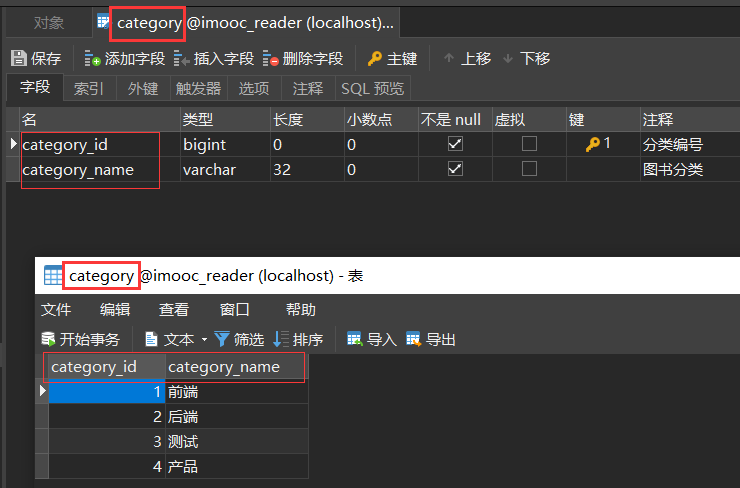 对象 category @imooc_reader (localhost)...
保存 添加字段 插入字段 删除字段 主键 上移 下移
字段 索引 外键 触发器 选项 注释 SQL 预览
名 类型 长度 小数点 不是 null 虚拟 键 注释
category_id bigint 0 0 1 分类编号
category_name varchar 32 0 图书分类
category @imooc_reader (localhost) - 表
文件 编辑 查看 窗口 帮助
开始事务 文本 筛选 排序 导入 导出
category_id category_name
1 前端
2 后端
3 测试
4 产品